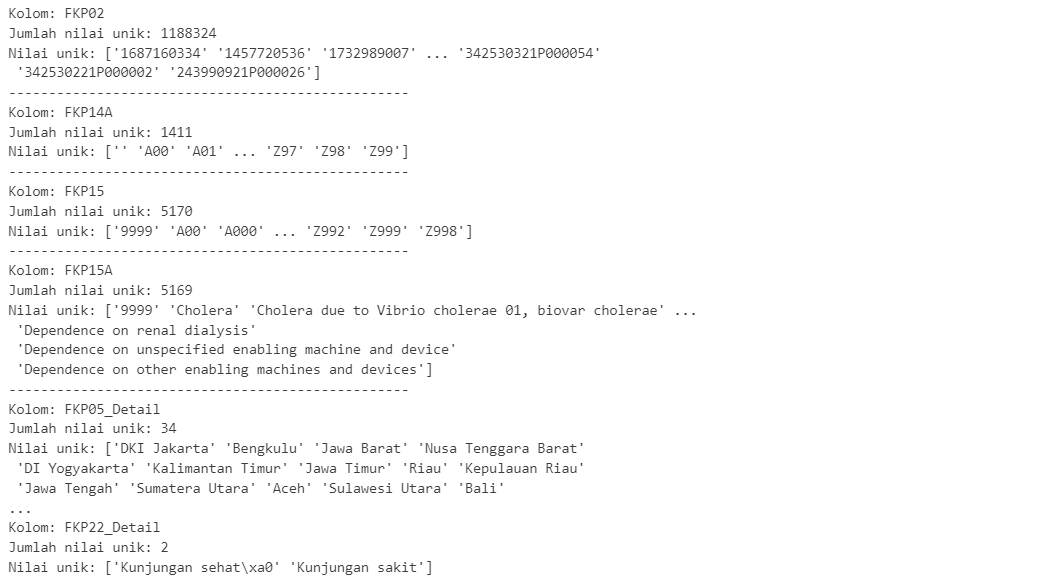 Kolom: FKP02
Jumlah nilai unik: 1188324
Nilai unik: ['1687160334' '1457720536' '1732989007' ... '342530321P000054'
 '342530221P000002' '243990921P000026']
--------------------------------------------------
Kolom: FKP14A
Jumlah nilai unik: 1411
Nilai unik: ['' 'A00' 'A01' ... 'Z97' 'Z98' 'Z99']
--------------------------------------------------
Kolom: FKP15
Jumlah nilai unik: 5170
Nilai unik: ['9999' 'A00' 'A000' ... 'Z992' 'Z999' 'Z998']
--------------------------------------------------
Kolom: FKP15A
Jumlah nilai unik: 5169
Nilai unik: ['9999' 'Cholera' 'Cholera due to Vibrio cholerae 01, biovar cholerae' ...
 'Dependence on renal dialysis'
 'Dependence on unspecified enabling machine and device'
 'Dependence on other enabling machines and devices']
--------------------------------------------------
Kolom: FKP05_Detail
Jumlah nilai unik: 34
Nilai unik: ['DKI Jakarta' 'Bengkulu' 'Jawa Barat' 'Nusa Tenggara Barat'
 'DI Yogyakarta' 'Kalimantan Timur' 'Jawa Timur' 'Riau' 'Kepulauan Riau'
 'Jawa Tengah' 'Sumatera Utara' 'Aceh' 'Sulawesi Utara' 'Bali'
...
Kolom: FKP22_Detail
Jumlah nilai unik: 2
Nilai unik: ['Kunjungan sehat\xa0' 'Kunjungan sakit']